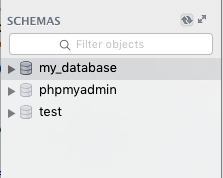 SCHEMAS
Filter objects
my_database
phpmyadmin
test